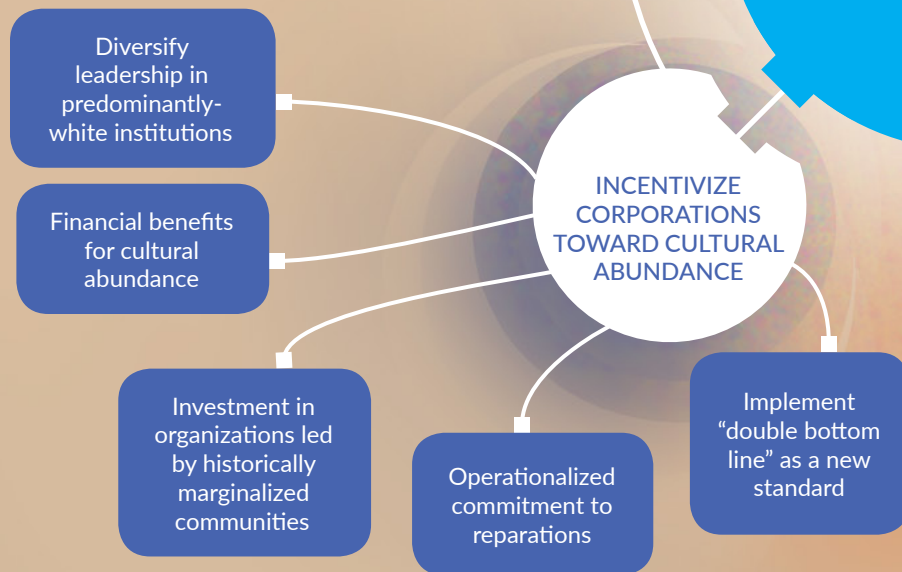 Diversify
leadership in
predominantly-
white institutions
Financial benefits
for cultural
abundance
INCENTIVIZE
CORPORATIONS
TOWARD CULTURAL
ABUNDANCE
Investment in
organizations led
by historically
marginalized
communities
Operationalized
commitment to
reparations
Implement
“double bottom
line” as a new
standard